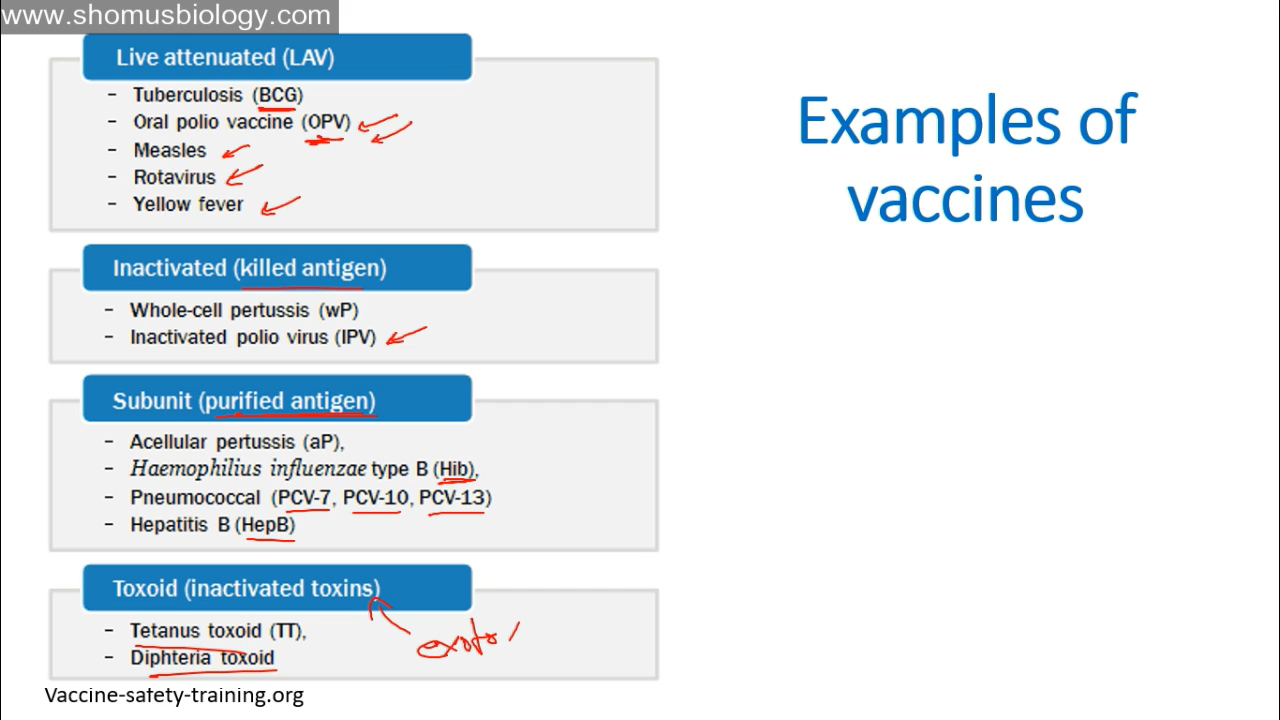 www.shomusbiology.com
Live attenuated (LAV)
- Tuberculosis (BCG)
- Oral polio vaccine (OPV)
- Measles
- Rotavirus
- Yellow fever
Examples of
vaccines
Inactivated (killed antigen)
- Whole-cell pertussis (wP)
- Inactivated polio virus (IPV)
Subunit (purified antigen)
- Acellular pertussis (aP),
- Haemophilius influenzae type B (Hib),
- Pneumococcal (PCV-7, PCV-10, PCV-13)
- Hepatitis B (HepB)
Toxoid (inactivated toxins)
- Tetanus toxoid (TT),
- Diphteria toxoid
Vaccine-safety-training.org